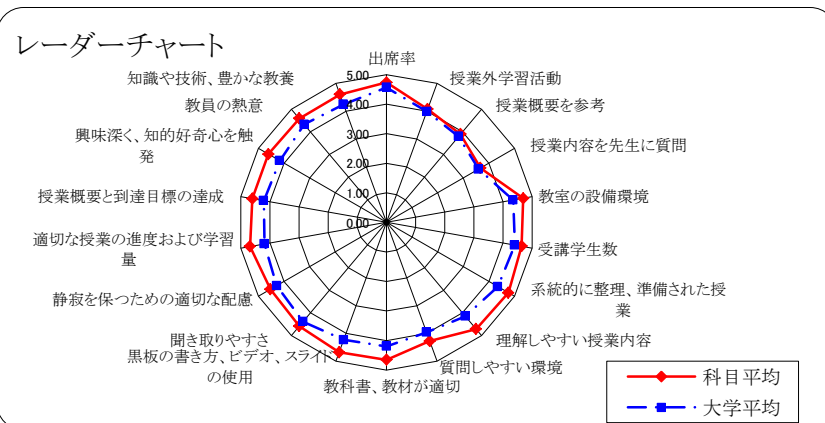 レーダーチャート
出席率
授業外学習活動
授業概要を参考
授業内容を先生に質問
教室の設備環境
受講学生数
系統的に整理、準備された授
業
理解しやすい授業内容
質問しやすい環境
教科書、教材が適切
黒板の書き方、ビデオ、スライド
の使用
聞き取りやすさ
静寂を保つための適切な配慮
適切な授業の進度および学習
量
授業概要と到達目標の達成
興味深く、知的好奇心を触
発
教員の熱意
知識や技術、豊かな教養
5.00
4.00
3.00
2.00
1.00
0.00
科目平均
大学平均